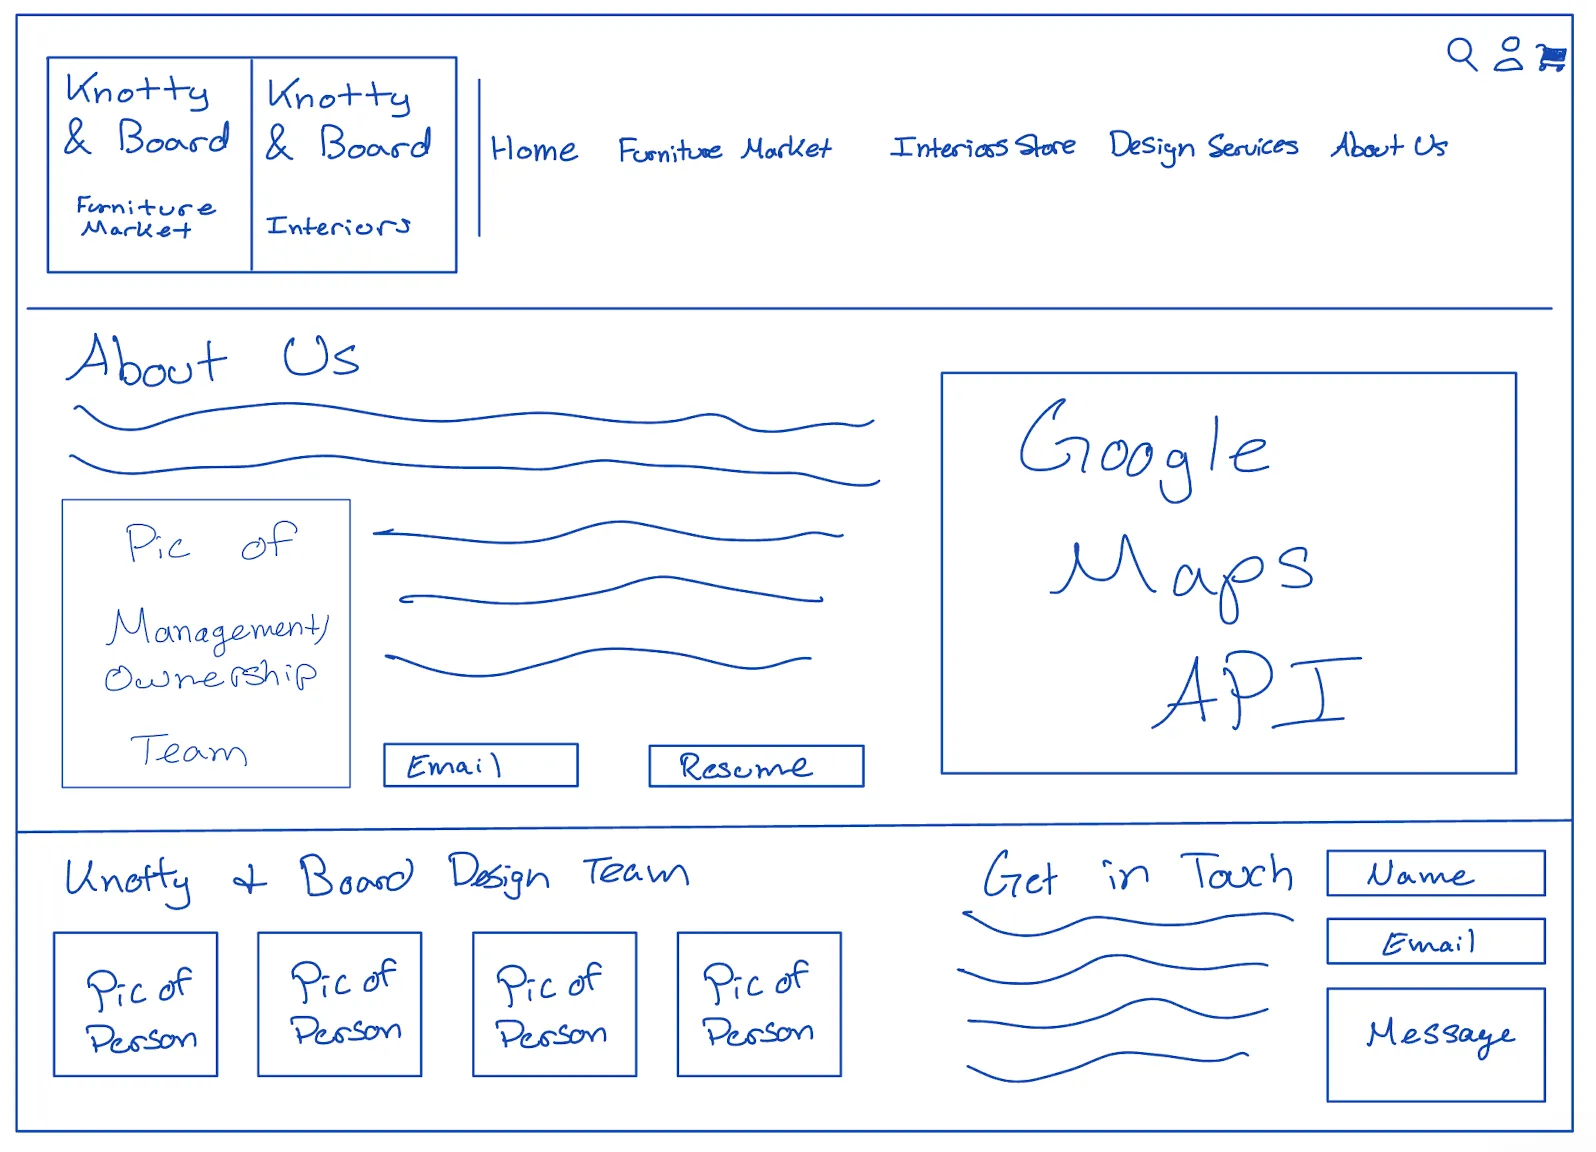 Knotty
& Board
Furniture
Market
Knotty
& Board
Interiors
Home Furniture Market Interiors Store Design Services About Us
About Us
Pic of
Management/
Ownership
Team
Email
Resume
Google
Maps
API
Knotty & Board Design Team
Pic of
Person
Pic of
Person
Pic of
Person
Pic of
Person
Get in Touch
Name
Email
Message